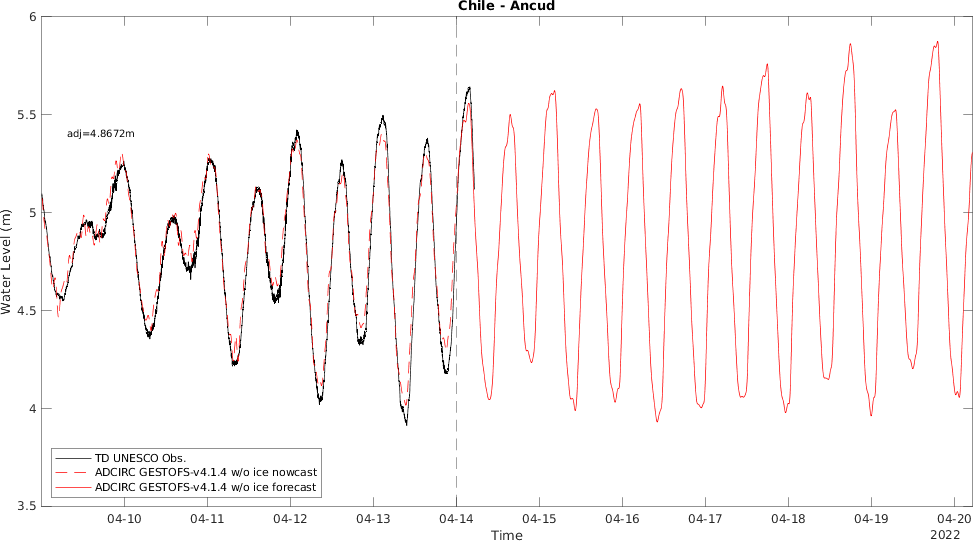 Chile - Ancud
6
5.5
5
4.5
4
3.5
Water Level (m)
adj=4.8672m
TD UNESCO Obs.
ADCIRC GESTOFS-v4.1.4 w/o ice nowcast
ADCIRC GESTOFS-v4.1.4 w/o ice forecast
04-10 04-11 04-12 04-13 04-14 04-15 04-16 04-17 04-18 04-19 04-20
Time
2022